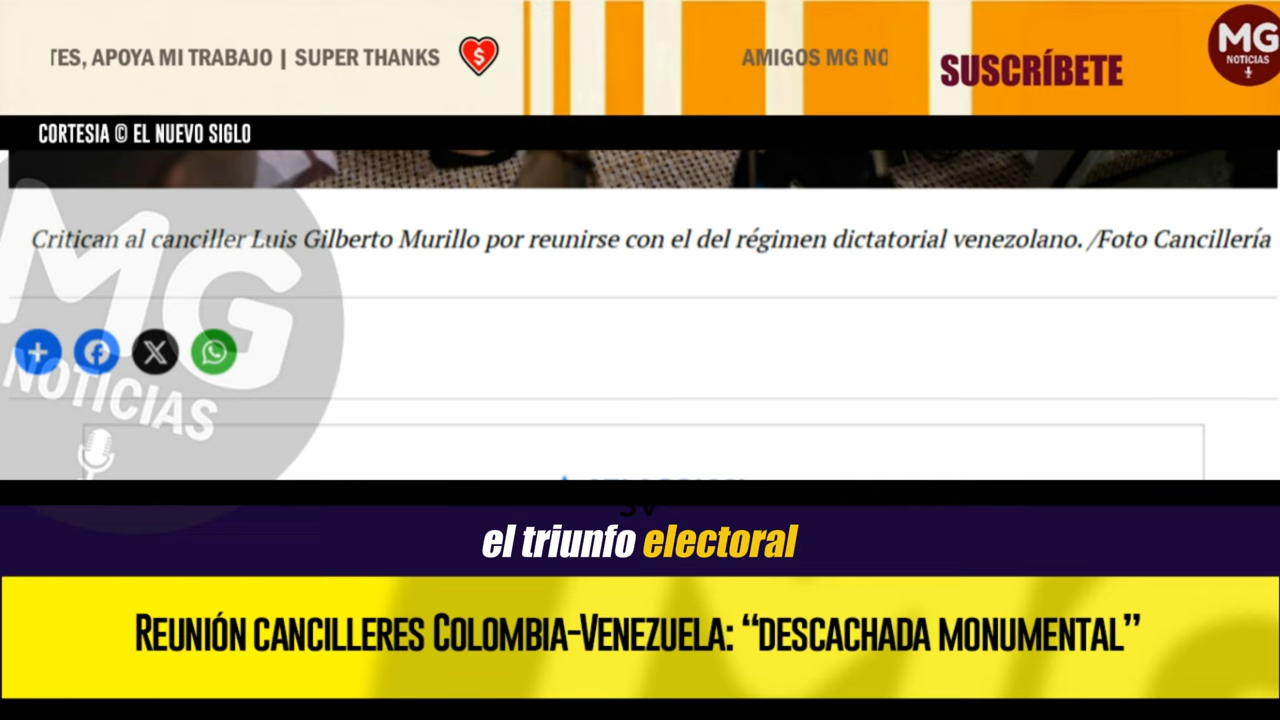 TES, APOYA MI TRABAJO | SUPER THANKS
AMIGOS MG NO
SUSCRÍBETE
MG
NOTICIAS
CORTESIA © EL NUEVO SIGLO
Critican al canciller Luis Gilberto Murillo por reunirse con el del régimen dictatorial venezolano. /Foto Cancillería
MG
NOTICIAS
el triunfo electoral
REUNIÓN CANCILLERES COLOMBIA-VENEZUELA: “DESCACHADA MONUMENTAL”